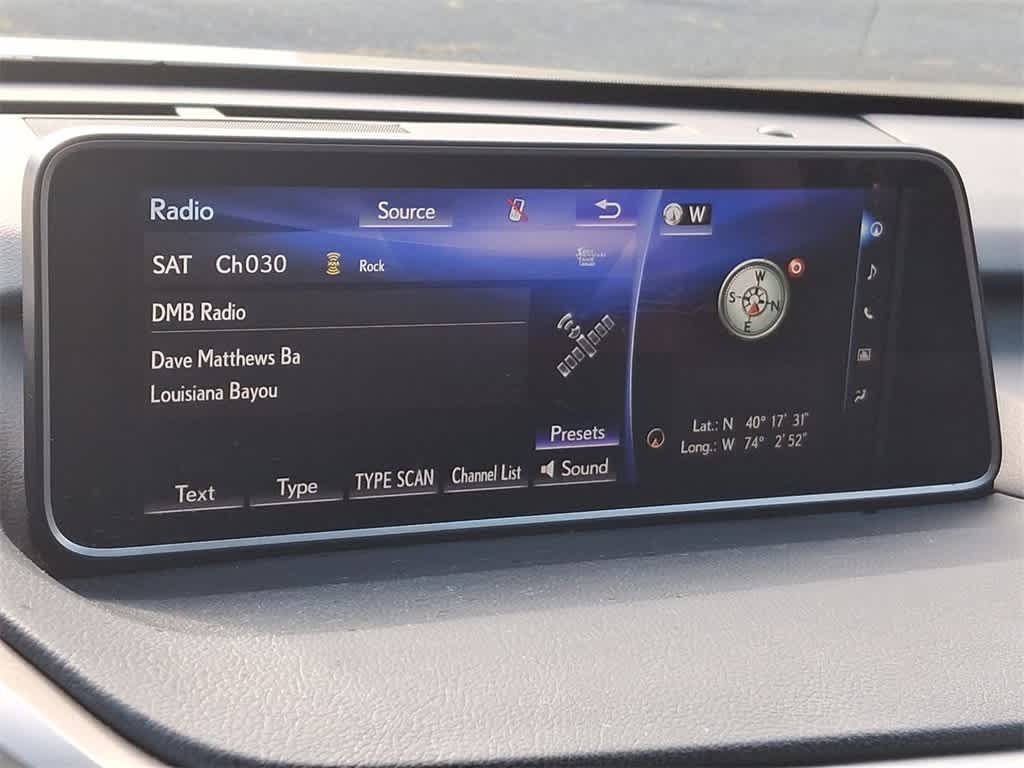 Radio
Source
W
SAT Ch030 Rock
DMB Radio
Dave Matthews Ba
Louisiana Bayou
W
S N
E
Presets
Lat.: N 40° 17' 31"
Long.: W 74° 2' 52"
Text Type TYPE SCAN Channel List Sound